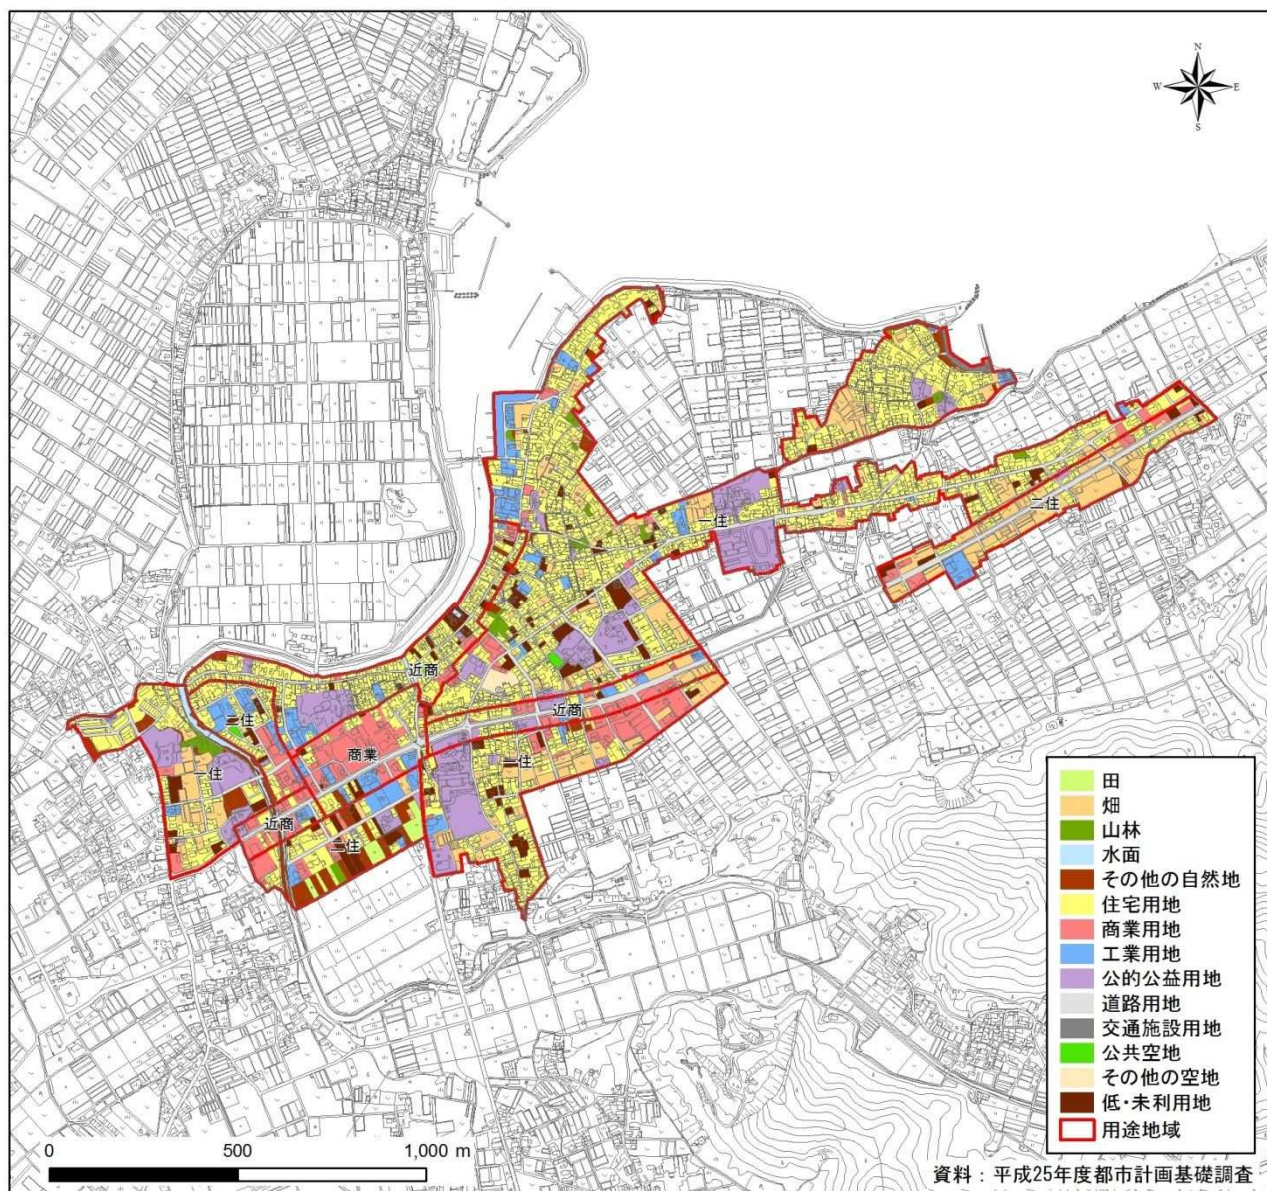 N
W E
S
一住
二住
近商
二住
近商
商業
二住
一住
近商
二住
田
畑
山林
水面
その他の自然地
住宅用地
商業用地
工業用地
公的公益用地
道路用地
交通施設用地
公共空地
その他の空地
低・未利用地
用途地域
0 500 1,000 m
資料：平成25年度都市計画基礎調査